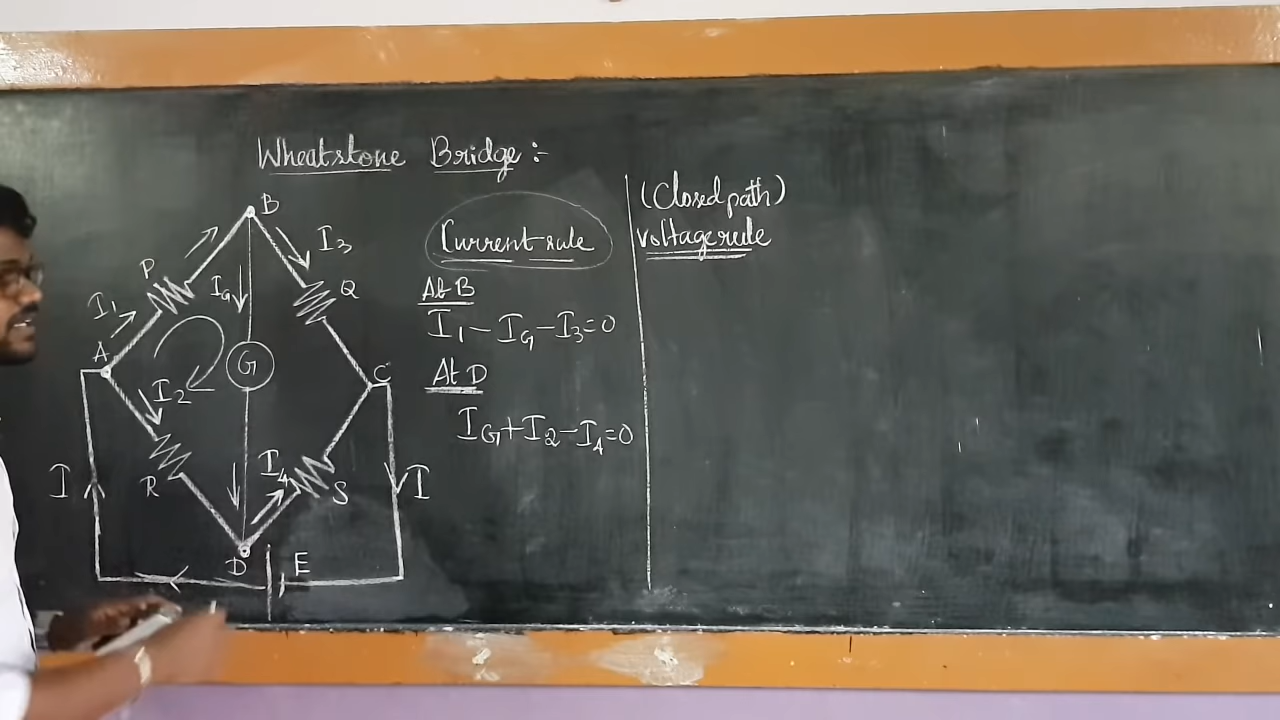 Wheatstone Bridge :-
B
I3
P
Q
IG
I1
A
G
C
I2
I
R
I4
S
I
D
E
Current rule
At B
I1 - IG - I3 = 0
At D
IG + I2 - I4 = 0
(Closed path)
Voltage rule